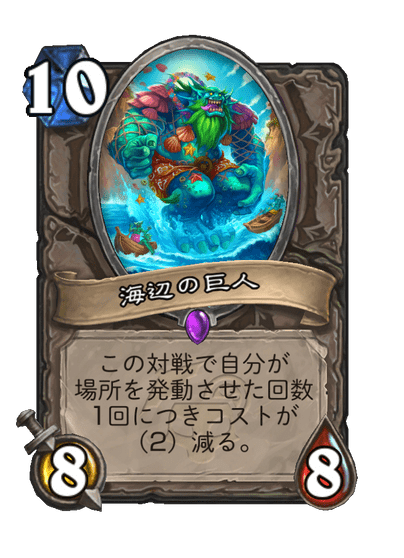 10
海辺の巨人
この対戦で自分が
場所を発動させた回数
1回につきコストが
（2）減る。
8
8